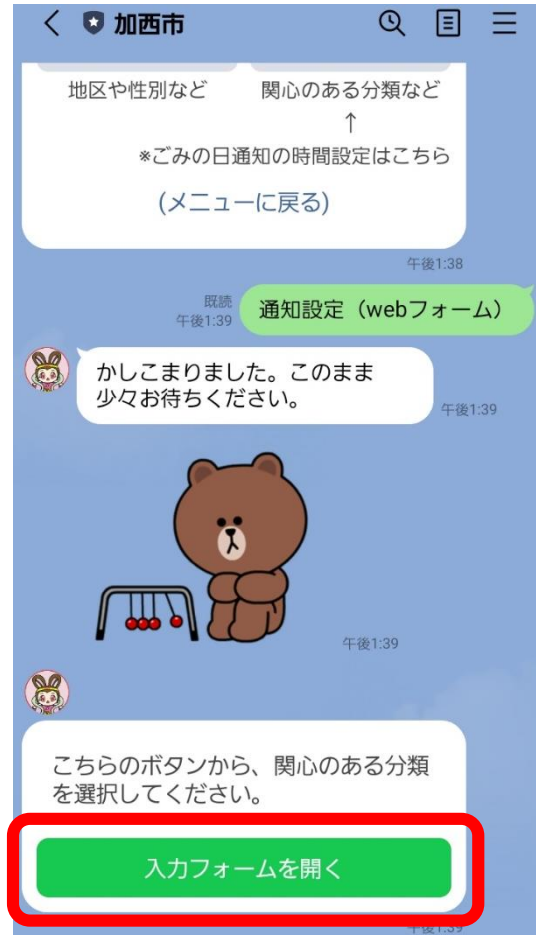 加西市
地区や性別など
関心のある分類など
↑
※ごみの日通知の時間設定はこちら
(メニューに戻る)
午後1:38
既読
午後1:39
通知設定（webフォーム）
かしこまりました。このまま
少々お待ちください。
午後1:39
午後1:39
こちらのボタンから、関心のある分類
を選択してください。
入力フォームを開く
午後1:39